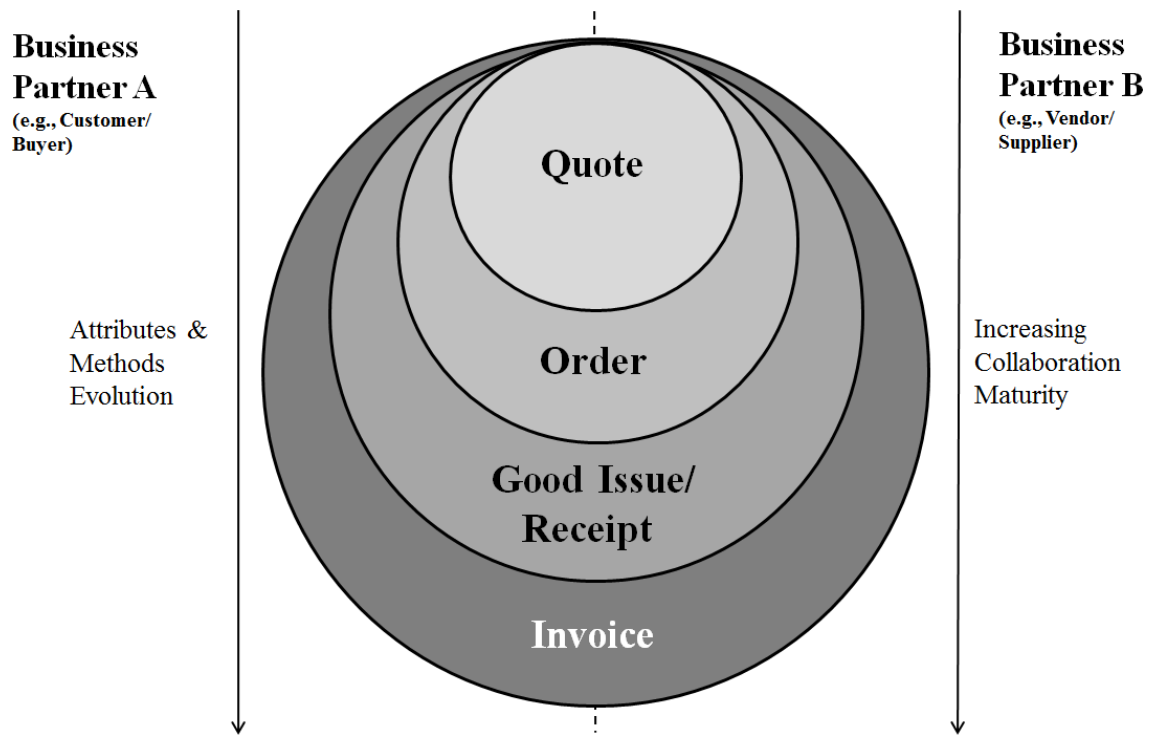 Business
Partner A
(e.g., Customer/
Buyer)
Business
Partner B
(e.g., Vendor/
Supplier)
Quote
Attributes &
Methods
Evolution
Order
Increasing
Collaboration
Maturity
Good Issue/
Receipt
Invoice